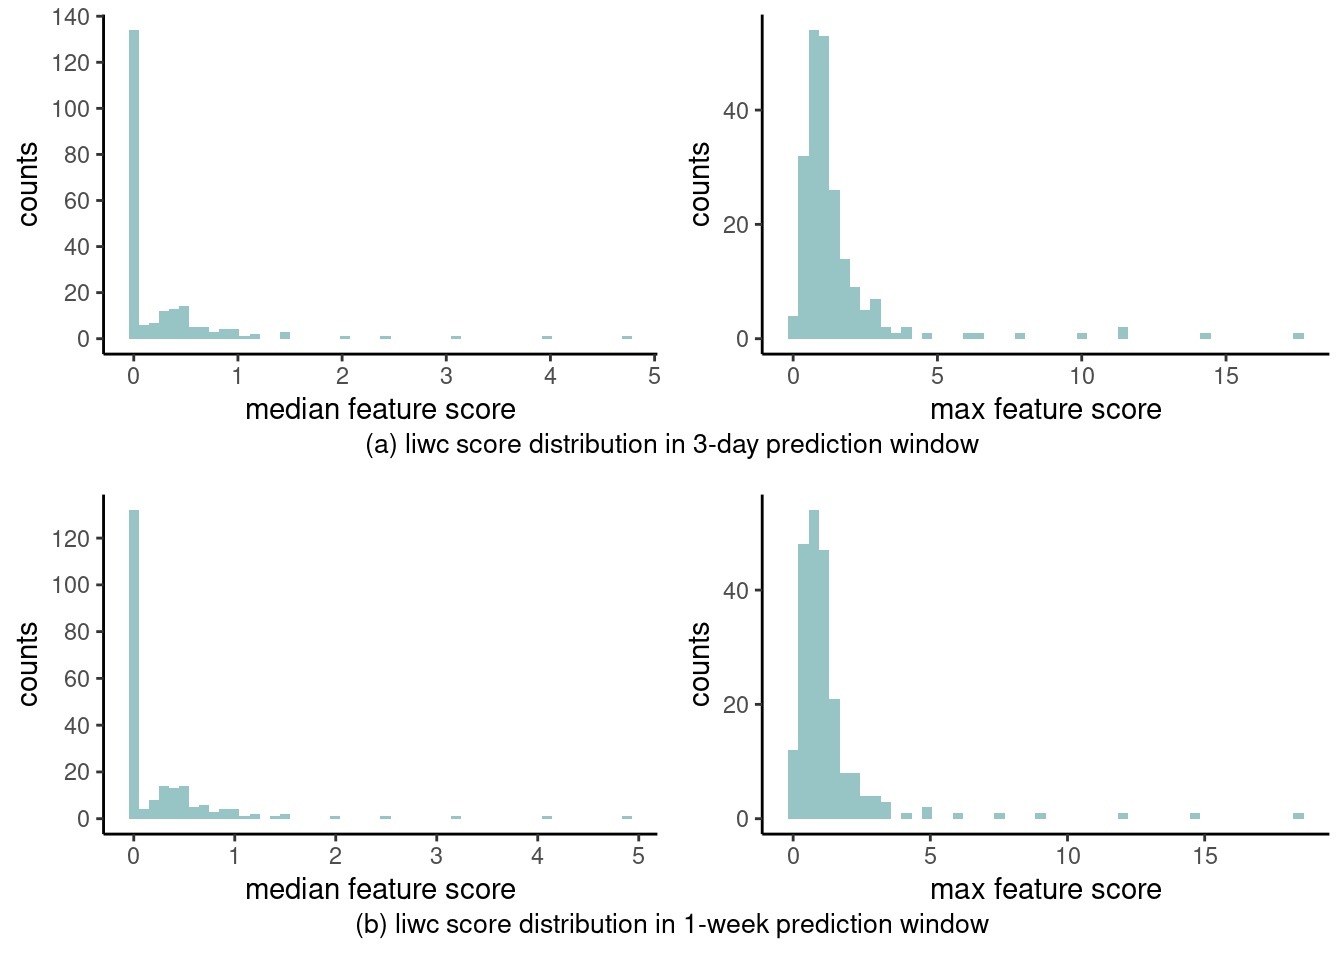 140
120
100
80
60
40
20
0
counts
0 1 2 3 4 5
median feature score
40
20
0
counts
0 5 10 15
max feature score
(a) liwc score distribution in 3-day prediction window
120
100
80
60
40
20
0
counts
0 1 2 3 4 5
median feature score
40
20
0
counts
0 5 10 15
max feature score
(b) liwc score distribution in 1-week prediction window